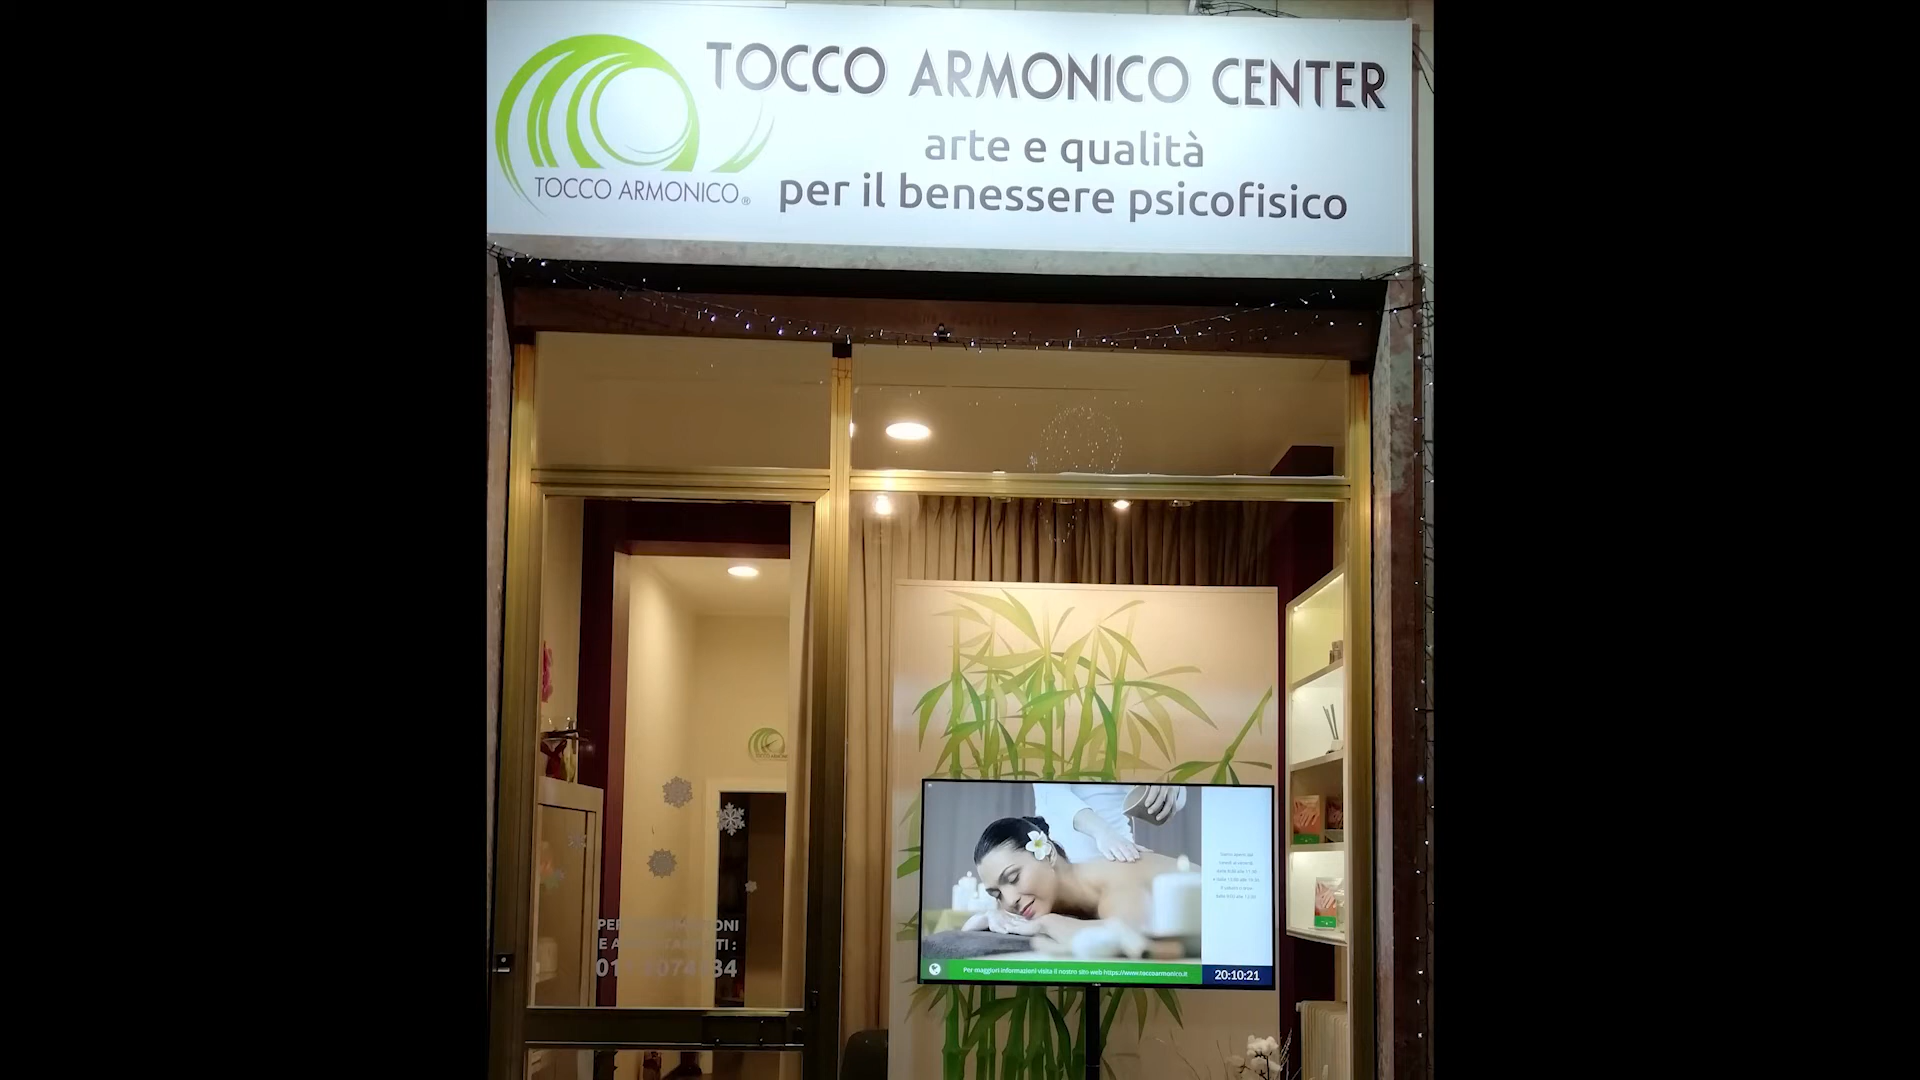 TOCCO ARMONICO CENTER
arte e qualità
per il benessere psicofisico
TOCCO ARMONICO®
PER
E
Per maggiori informazioni visita il nostro sito web https://www.toccoarmonico.it
20:10:21